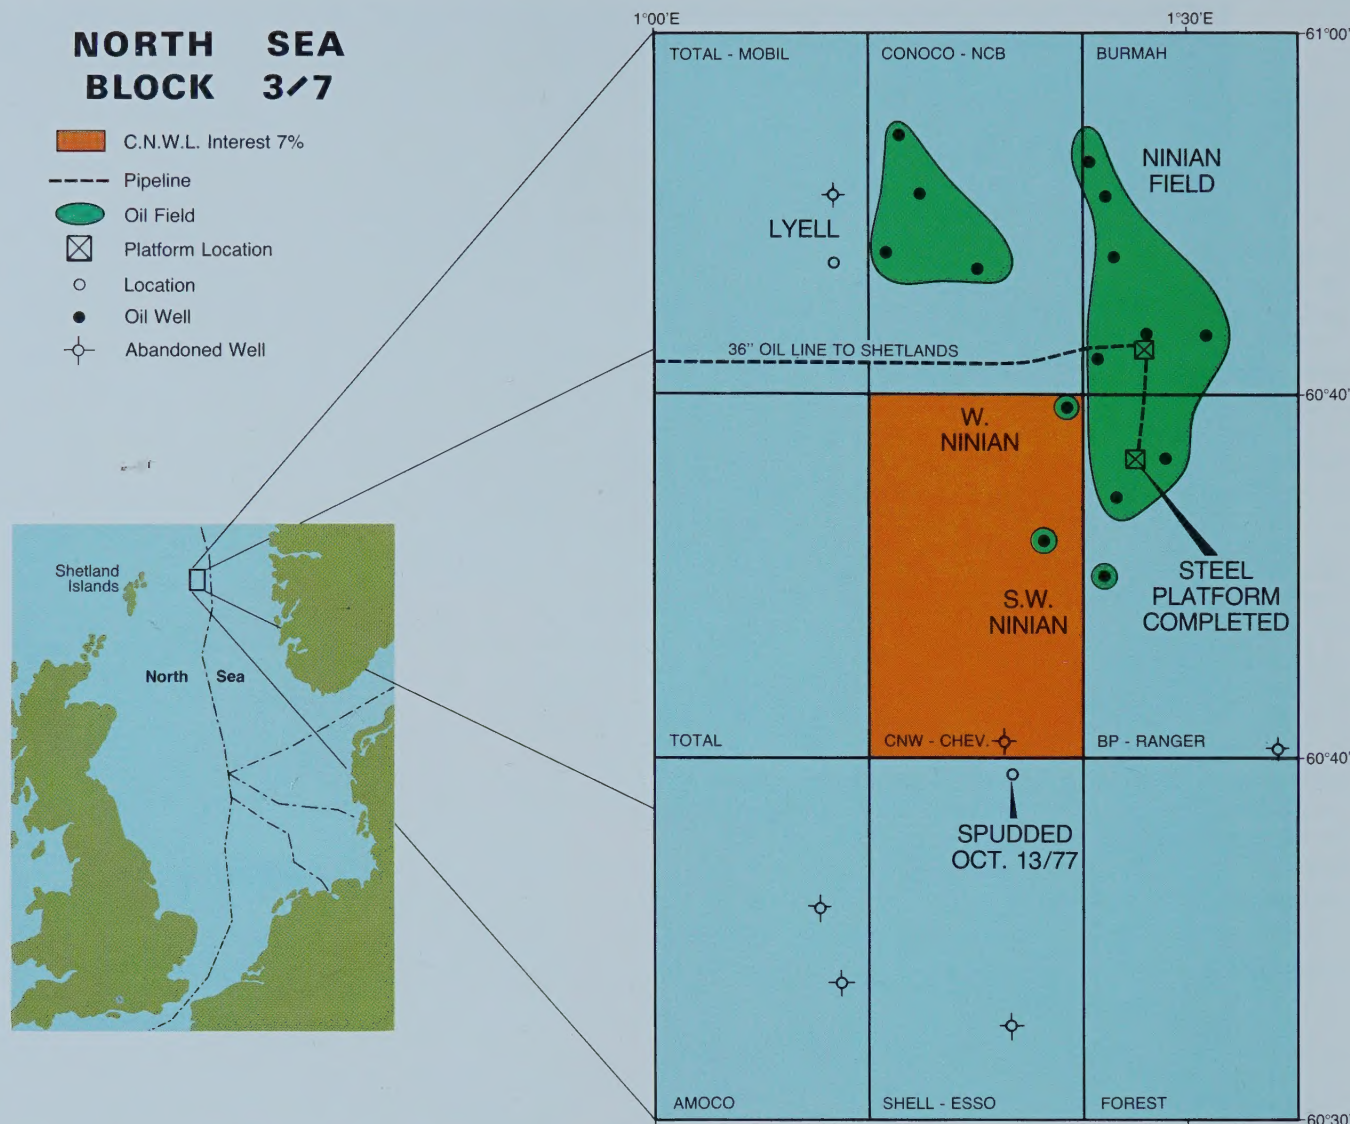 NORTH SEA
BLOCK 3/7
C.N.W.L. Interest 7%
Pipeline
Oil Field
Platform Location
Location
Oil Well
Abandoned Well
Shetland
Islands
North Sea
1°00'E
1°30'E
61°00'
TOTAL - MOBIL
CONOCO - NCB
BURMAH
NINIAN
FIELD
LYELL
36" OIL LINE TO SHETLANDS
60°40'
W.
NINIAN
STEEL
PLATFORM
COMPLETED
S.W.
NINIAN
TOTAL
CNW - CHEV.
BP - RANGER
60°40'
SPUDDED
OCT. 13/77
AMOCO
SHELL - ESSO
FOREST
60°30'